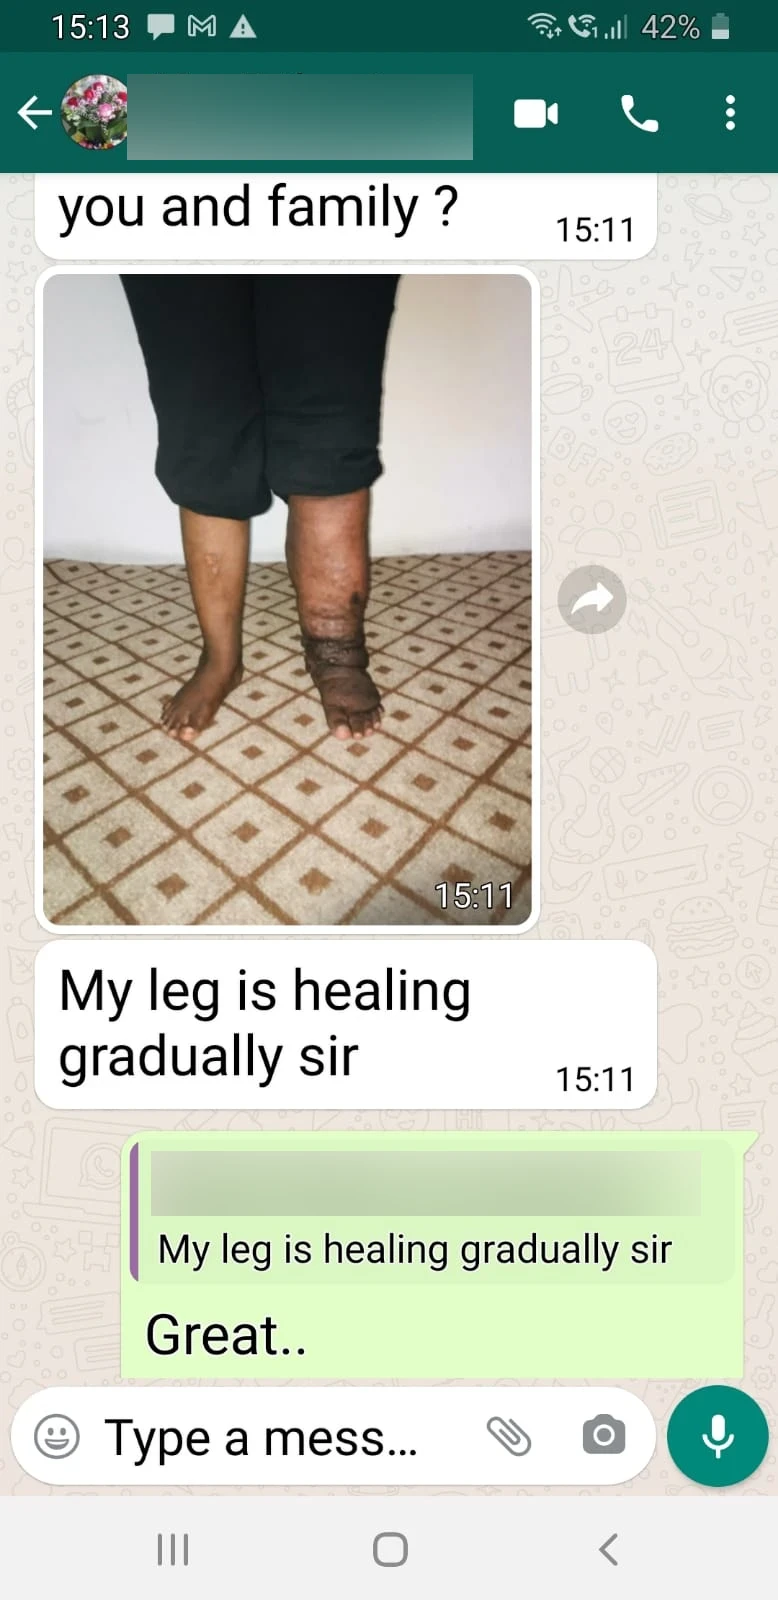 15:13 42%
you and family ?
15:11
15:11
My leg is healing
gradually sir
15:11
My leg is healing gradually sir
Great..
Type a mess...